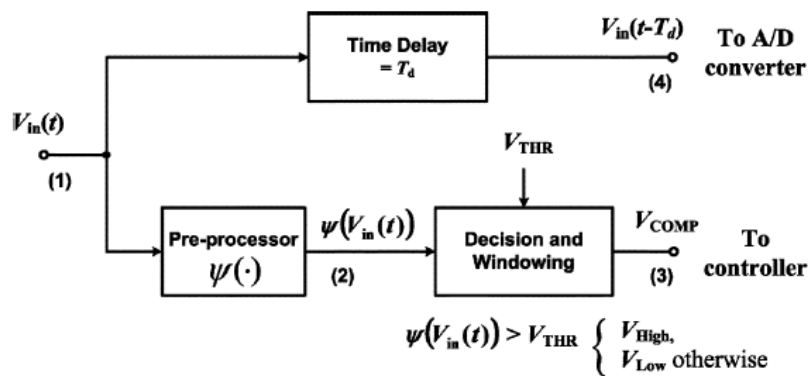 Time Delay
= T_d
V_in(t-T_d)
To A/D
converter
(4)
V_in(t)
(1)
V_THR
Pre-processor
ψ(·)
ψ(V_in(t))
(2)
Decision and
Windowing
V_COMP
(3)
To
controller
ψ(V_in(t)) > V_THR { V_High,
V_Low otherwise